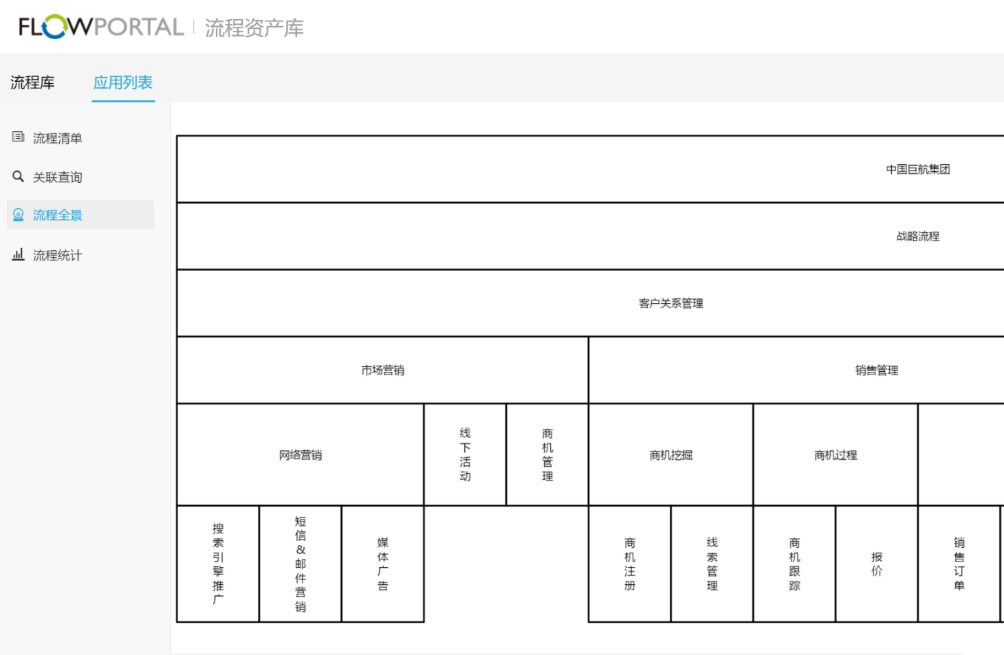 FLOWPORTAL 流程资产库
流程库 应用列表
流程清单
关联查询
流程全景
流程统计
中国巨航集团
战略流程
客户关系管理
市场营销 销售管理
网络营销 线下活动 商机管理 商机挖掘 商机过程
搜索引擎推广 短信&邮件营销 媒体广告 商机注册 线索管理 商机跟踪 报价 销售订单